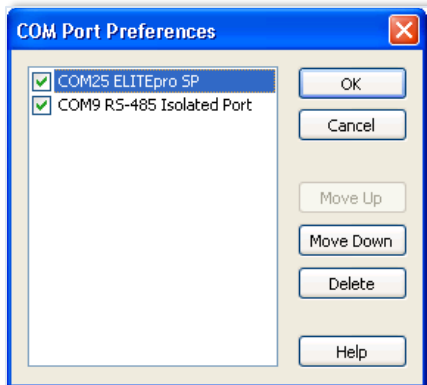 COM Port Preferences
COM25 ELITEpro SP
COM9 RS-485 Isolated Port
OK
Cancel
Move Up
Move Down
Delete
Help